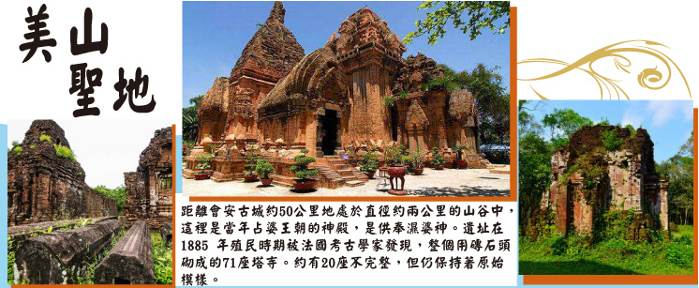 美山
聖地
距離會安古城約50公里地處於直徑約兩公里的山谷中，
這裡是當年占婆王朝的神殿，是供奉濕婆神。遺址在
1885 年殖民時期被法國考古學家發現，整個用磚石頭
砌成的71座塔寺。約有20座不完整，但仍保持著原始
模樣。